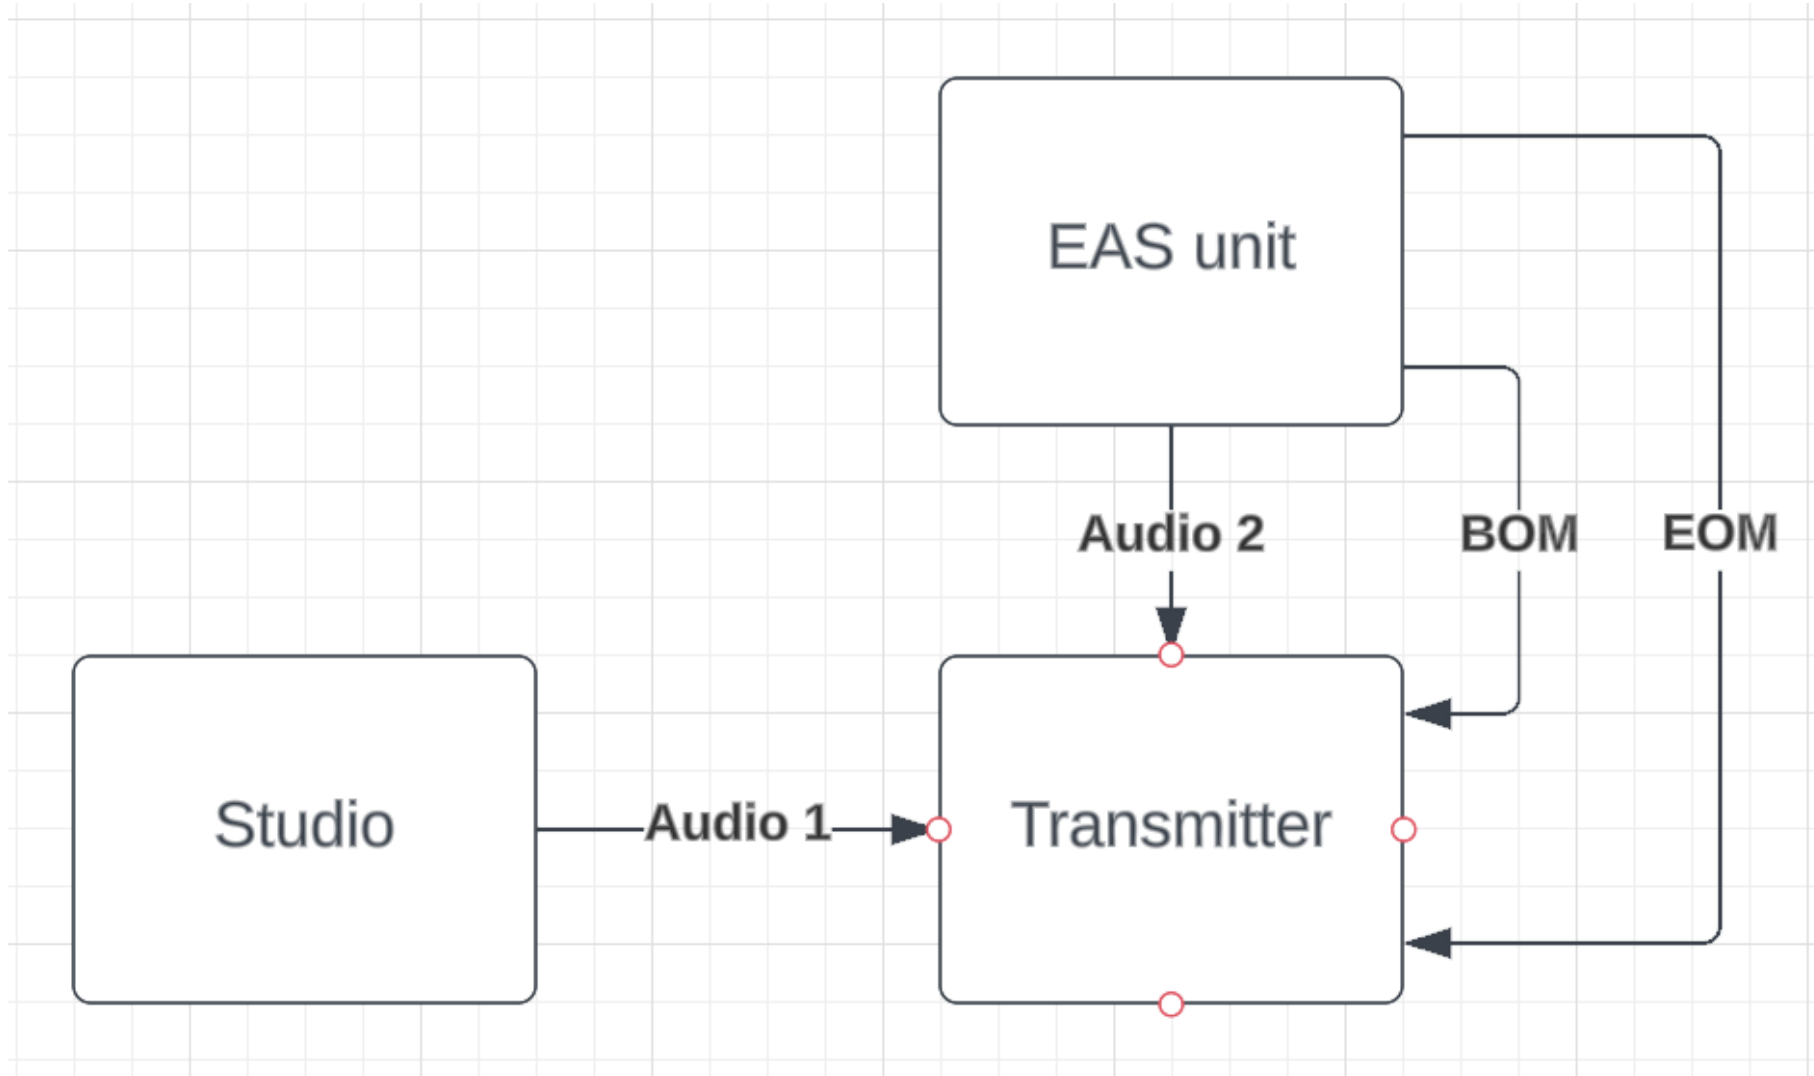 EAS unit
Audio 2
BOM
EOM
Studio
Audio 1
Transmitter